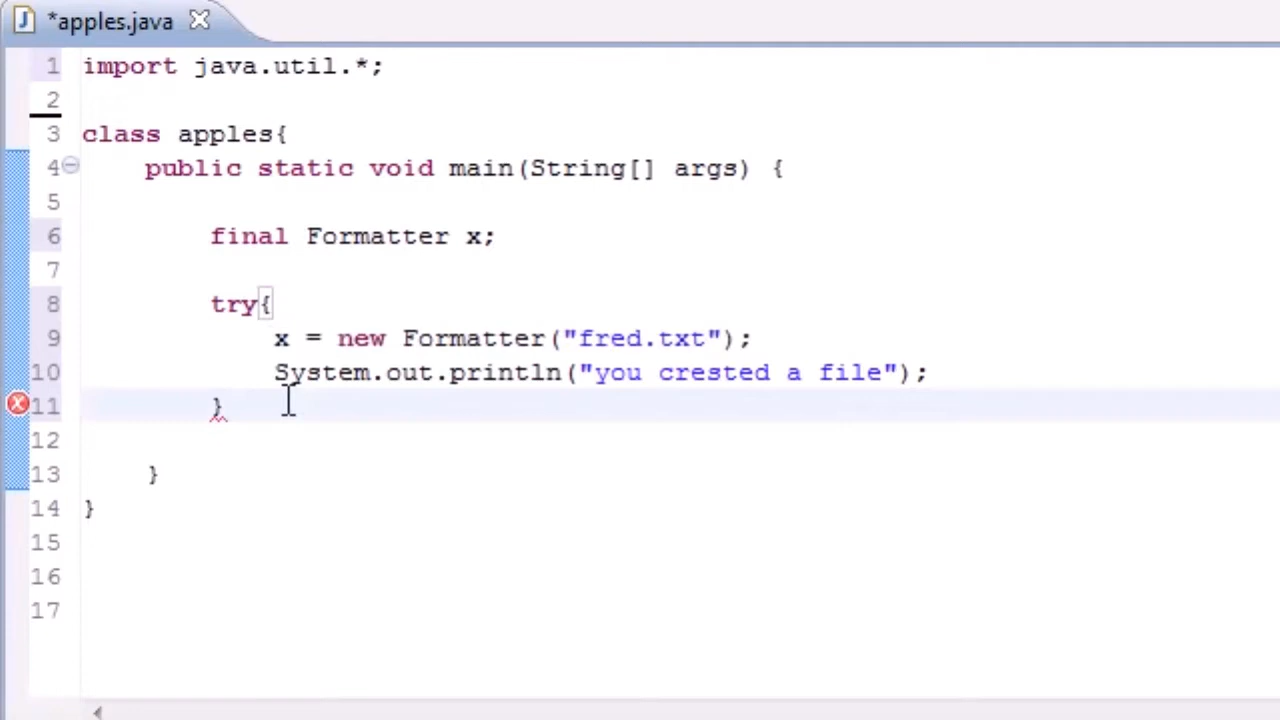 *apples.java
1 import java.util.*;
2
3 class apples{
4 public static void main(String[] args) {
5
6 final Formatter x;
7
8 try{
9 x = new Formatter("fred.txt");
10 System.out.println("you crested a file");
11 }
12
13 }
14 }
15
16
17